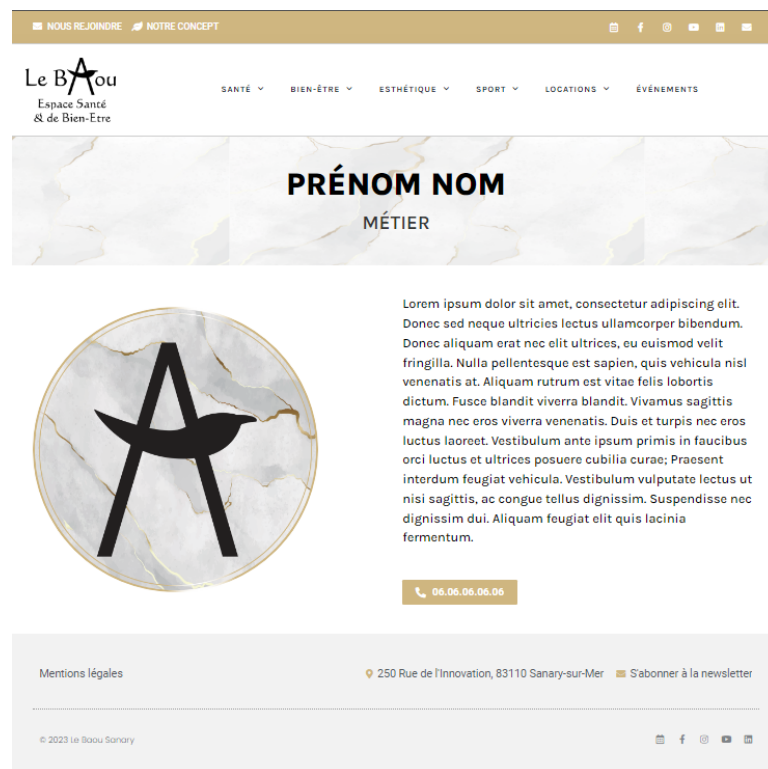 NOUS REJOINDRE NOTRE CONCEPT
Le BAou
Espace Santé
& de Bien-Etre
SANTÉ BIEN-ÊTRE ESTHÉTIQUE SPORT LOCATIONS ÉVÉNEMENTS
PRÉNOM NOM
MÉTIER
Lorem ipsum dolor sit amet, consectetur adipiscing elit.
Donec sed neque ultricies lectus ullamcorper bibendum.
Donec aliquam erat nec elit ultrices, eu euismod velit
fringilla. Nulla pellentesque est sapien, quis vehicula nisl
venenatis at. Aliquam rutrum est vitae felis lobortis
dictum. Fusce blandit viverra blandit. Vivamus sagittis
magna nec eros viverra venenatis. Duis et turpis nec eros
luctus laoreet. Vestibulum ante ipsum primis in faucibus
orci luctus et ultrices posuere cubilia curae; Praesent
interdum feugiat vehicula. Vestibulum vulputate lectus ut
nisi sagittis, ac congue tellus dignissim. Suspendisse nec
dignissim dui. Aliquam feugiat elit quis lacinia
fermentum.
A
06.06.06.06.06
Mentions légales 250 Rue de l'Innovation, 83110 Sanary-sur-Mer S'abonner à la newsletter
© 2023 Le Baou Sanary